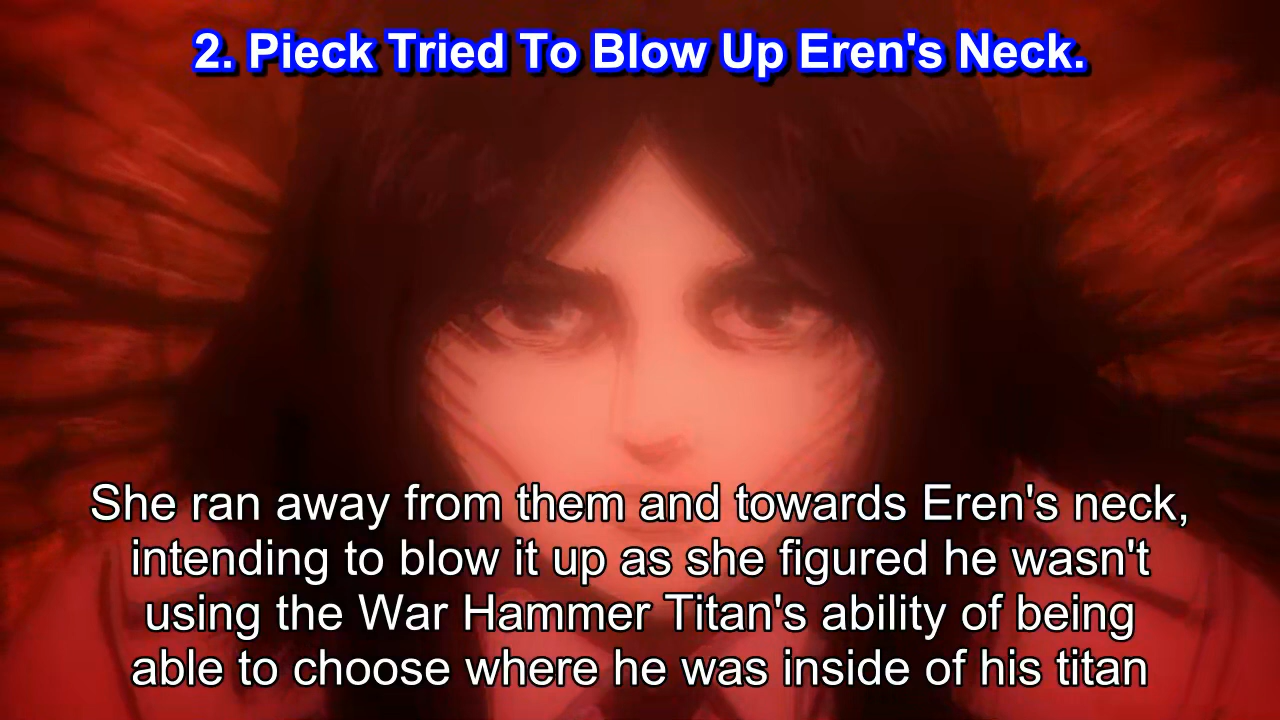 2. Pieck Tried To Blow Up Eren's Neck.
She ran away from them and towards Eren's neck,
intending to blow it up as she figured he wasn't
using the War Hammer Titan's ability of being
able to choose where he was inside of his titan